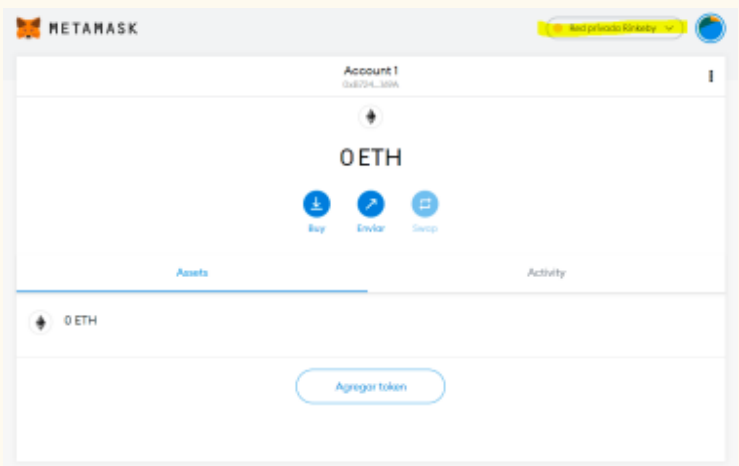 METAMASK
Red privada Rinkeby
Account 1
0 ETH
Buy
Enviar
Swap
Assets
Activity
0 ETH
Agregar token